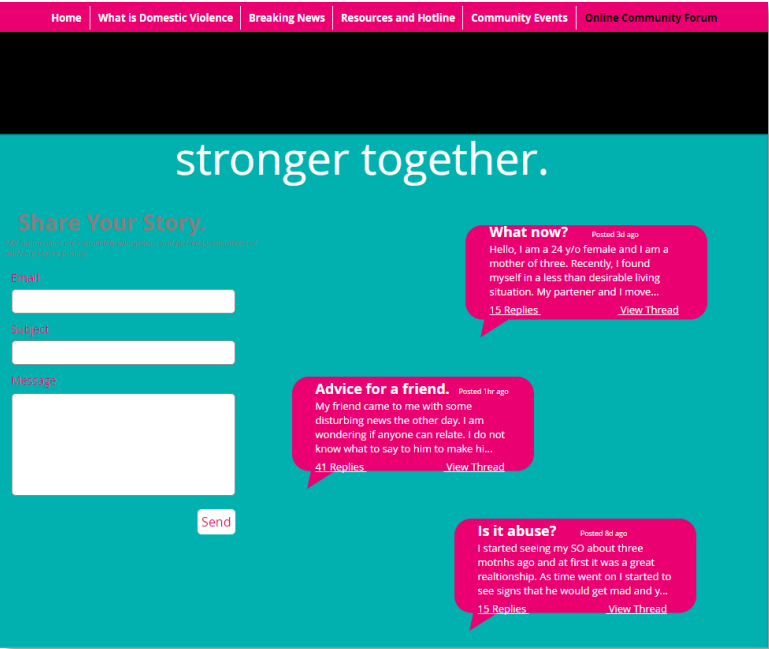 Home What is Domestic Violence Breaking News Resources and Hotline Community Events Online Community Forum
stronger together.
Share Your Story.
Email
Subject
Message
Send
What now? Posted 3d ago
Hello, I am a 24 y/o female and I am a
mother of three. Recently, I found
myself in a less than desirable living
situation. My partener and I move...
15 Replies View Thread
Advice for a friend. Posted 1hr ago
My friend came to me with some
disturbing news the other day. I am
wondering if anyone can relate. I do not
know what to say to him to make hi...
41 Replies View Thread
Is it abuse? Posted 8d ago
I started seeing my SO about three
motnhs ago and at first it was a great
realtionship. As time went on I started to
see signs that he would get mad and y...
15 Replies View Thread